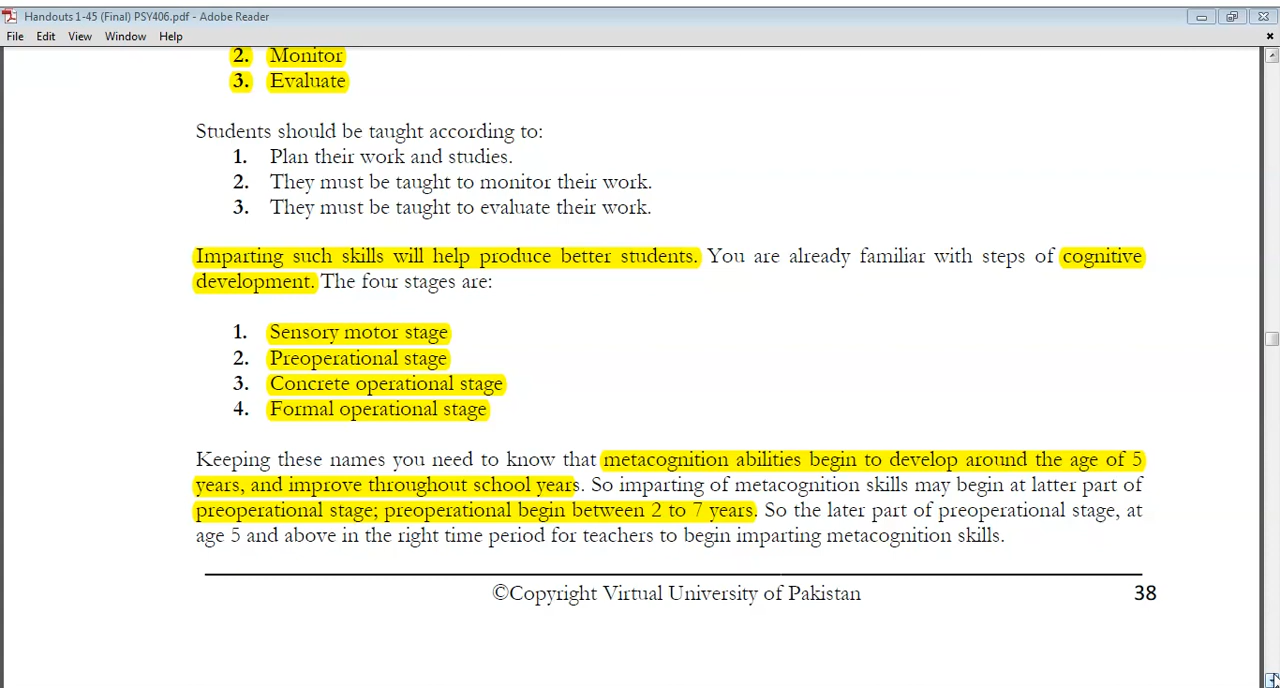 Handouts 1-45 (Final) PSY406.pdf - Adobe Reader
File Edit View Window Help
2. Monitor
3. Evaluate
Students should be taught according to:
1. Plan their work and studies.
2. They must be taught to monitor their work.
3. They must be taught to evaluate their work.
Imparting such skills will help produce better students. You are already familiar with steps of cognitive
development. The four stages are:
1. Sensory motor stage
2. Preoperational stage
3. Concrete operational stage
4. Formal operational stage
Keeping these names you need to know that metacognition abilities begin to develop around the age of 5
years, and improve throughout school years. So imparting of metacognition skills may begin at latter part of
preoperational stage; preoperational begin between 2 to 7 years. So the later part of preoperational stage, at
age 5 and above in the right time period for teachers to begin imparting metacognition skills.
©Copyright Virtual University of Pakistan 38